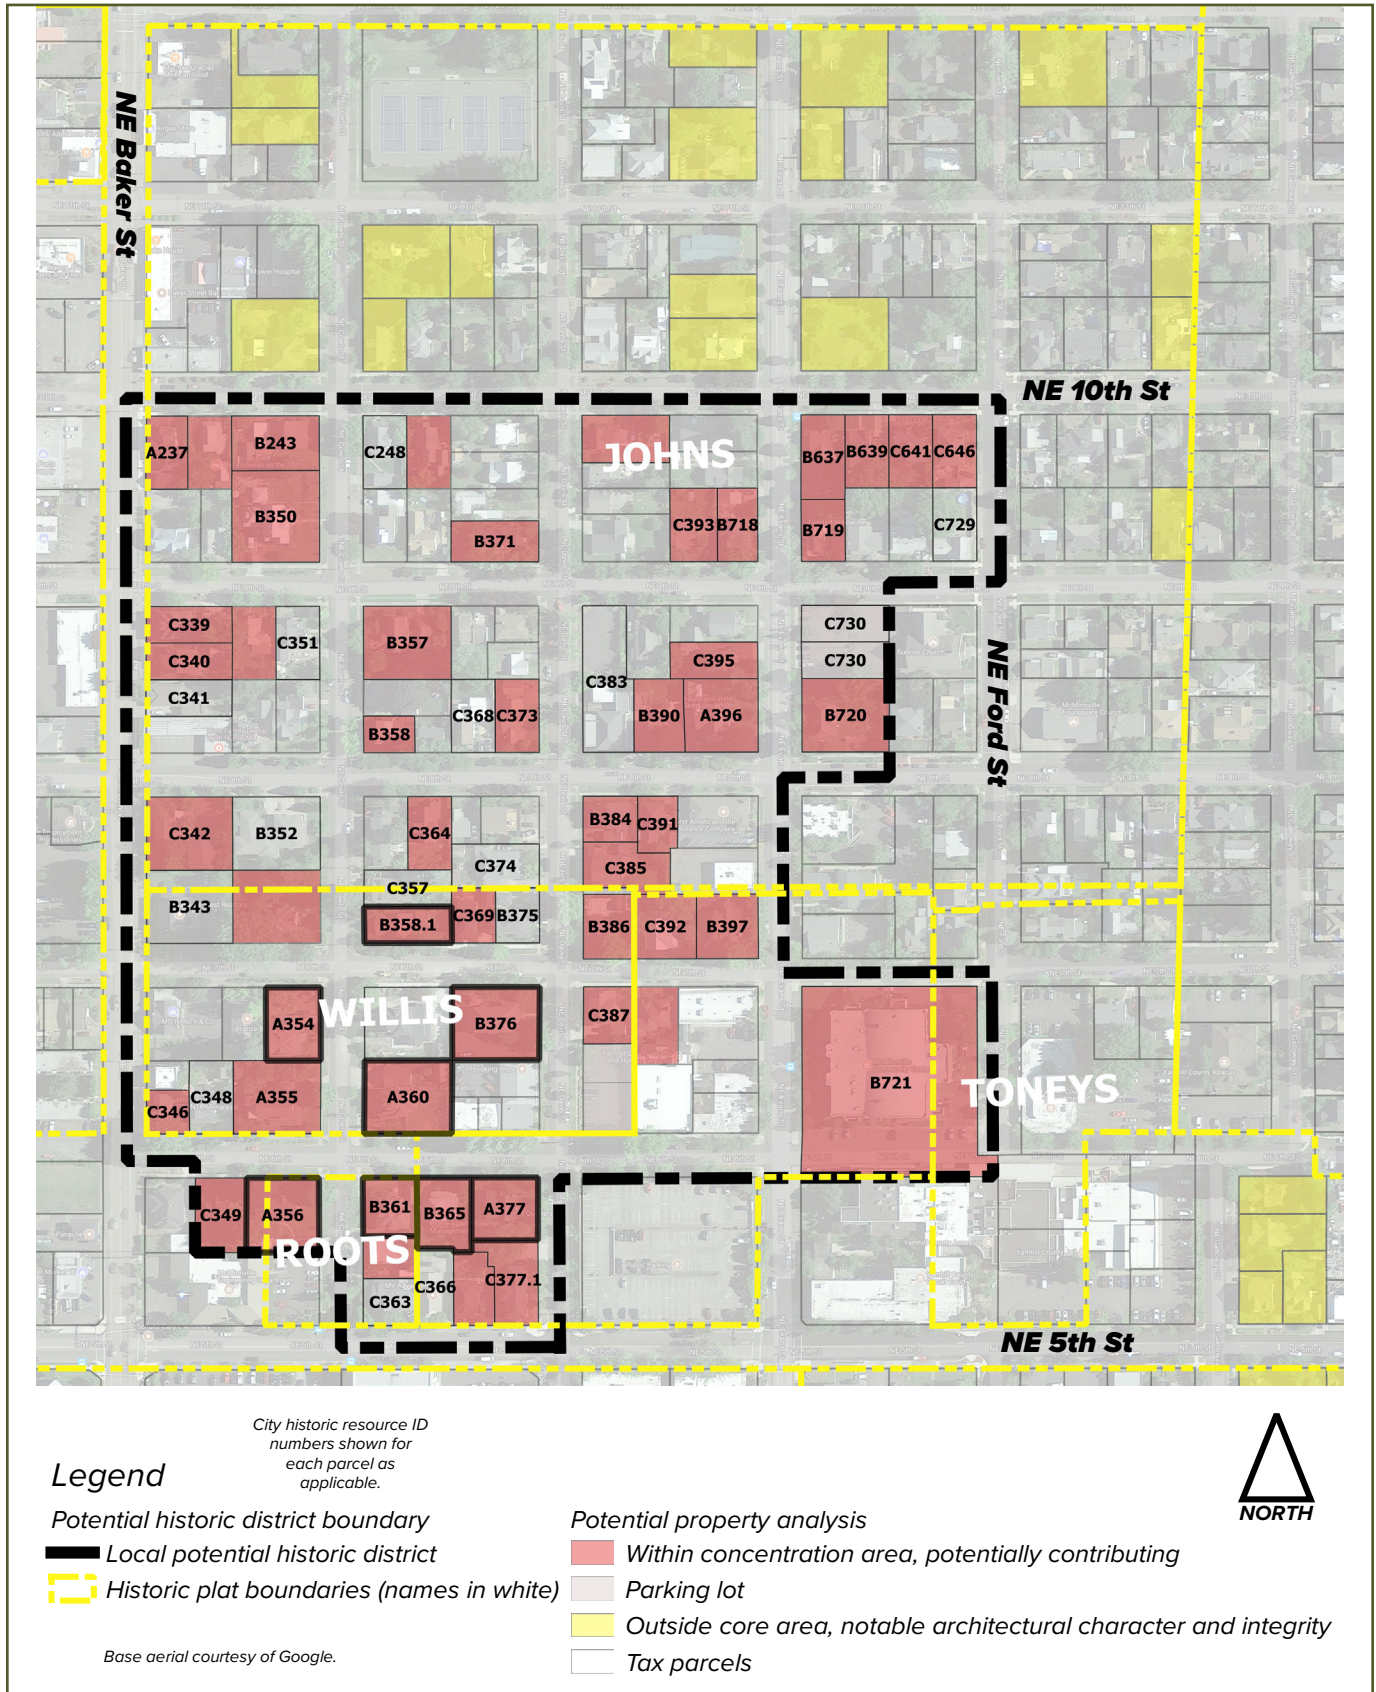 NE Baker St
NE 10th St
A237
B243
C248
JOHNS
B637
B639
C641
C646
B350
B371
C393
B718
B719
C729
C339
C340
C351
C341
B357
C368
C373
B358
C383
C395
B390
A396
C730
C730
B720
NE Ford St
C342
B352
C364
C374
C357
B384
C391
C385
B343
B358.1
C369
B375
B386
C392
B397
A354
WILLIS
B376
C387
B721
TONEYS
C346
C348
A355
A360
C349
A356
B361
B365
A377
ROOTS
C363
C366
C377.1
Public Parking
NE 5th St
City historic resource ID
numbers shown for
each parcel as
applicable.
Legend
Potential historic district boundary
Local potential historic district
Historic plat boundaries (names in white)
Base aerial courtesy of Google.
Potential property analysis
Within concentration area, potentially contributing
Parking lot
Outside core area, notable architectural character and integrity
Tax parcels
NORTH